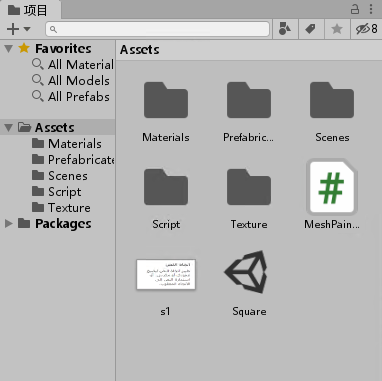 项目
8
Favorites
All Material
All Models
All Prefabs
Assets
Materials
Prefabricate
Scenes
Script
Texture
Packages
Assets
Materials
Prefabric...
Scenes
Script
Texture
MeshPain...
s1
Square